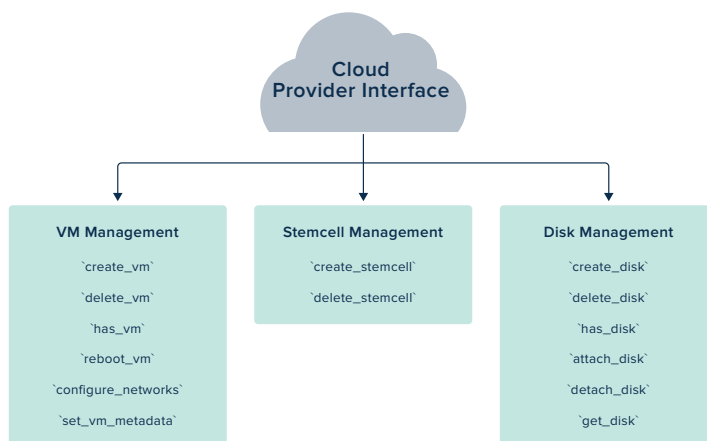 Cloud
Provider Interface
VM Management
`create_vm`
`delete_vm`
`has_vm`
`reboot_vm`
`configure_networks`
`set_vm_metadata`
Stemcell Management
`create_stemcell`
`delete_stemcell`
Disk Management
`create_disk`
`delete_disk`
`has_disk`
`attach_disk`
`detach_disk`
`get_disk`